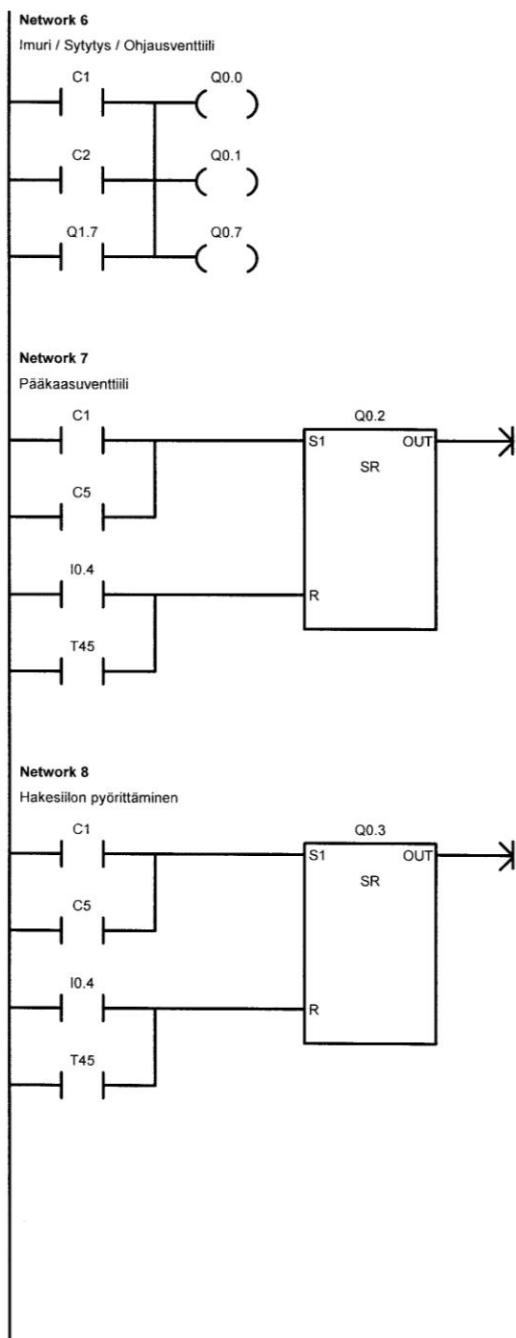 Network 6
Imuri / Sytytys / Ohjausventtiili
C1 Q0.0
C2 Q0.1
Q1.7 Q0.7
Network 7
Pääkaasuventtiili
C1 Q0.2
S1 OUT
SR
C5
I0.4
R
T45
Network 8
Hakesiilon pyörittäminen
C1 Q0.3
S1 OUT
SR
C5
I0.4
R
T45